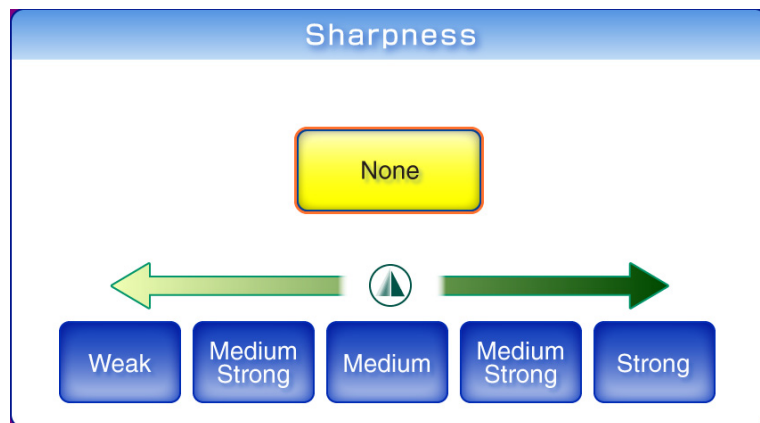 Sharpness
None
Weak
Medium
Strong
Medium
Medium
Strong
Strong